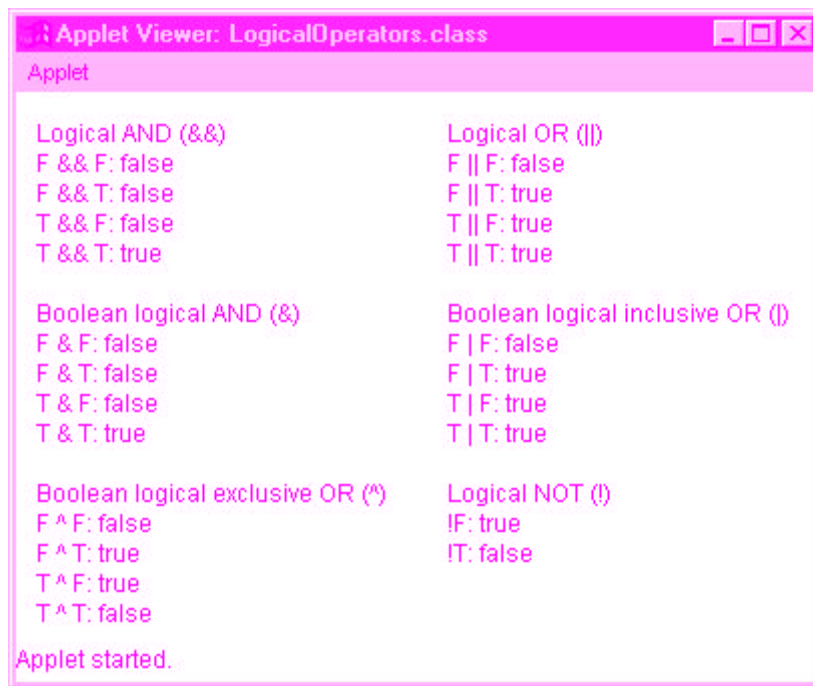 Applet Viewer: LogicalOperators.class
Applet
Logical AND (&&)
F && F: false
F && T: false
T && F: false
T && T: true
Logical OR (||)
F || F: false
F || T: true
T || F: true
T || T: true
Boolean logical AND (&)
F & F: false
F & T: false
T & F: false
T & T: true
Boolean logical inclusive OR (|)
F | F: false
F | T: true
T | F: true
T | T: true
Boolean logical exclusive OR (^)
F ^ F: false
F ^ T: true
T ^ F: true
T ^ T: false
Logical NOT (!)
!F: true
!T: false
Applet started.